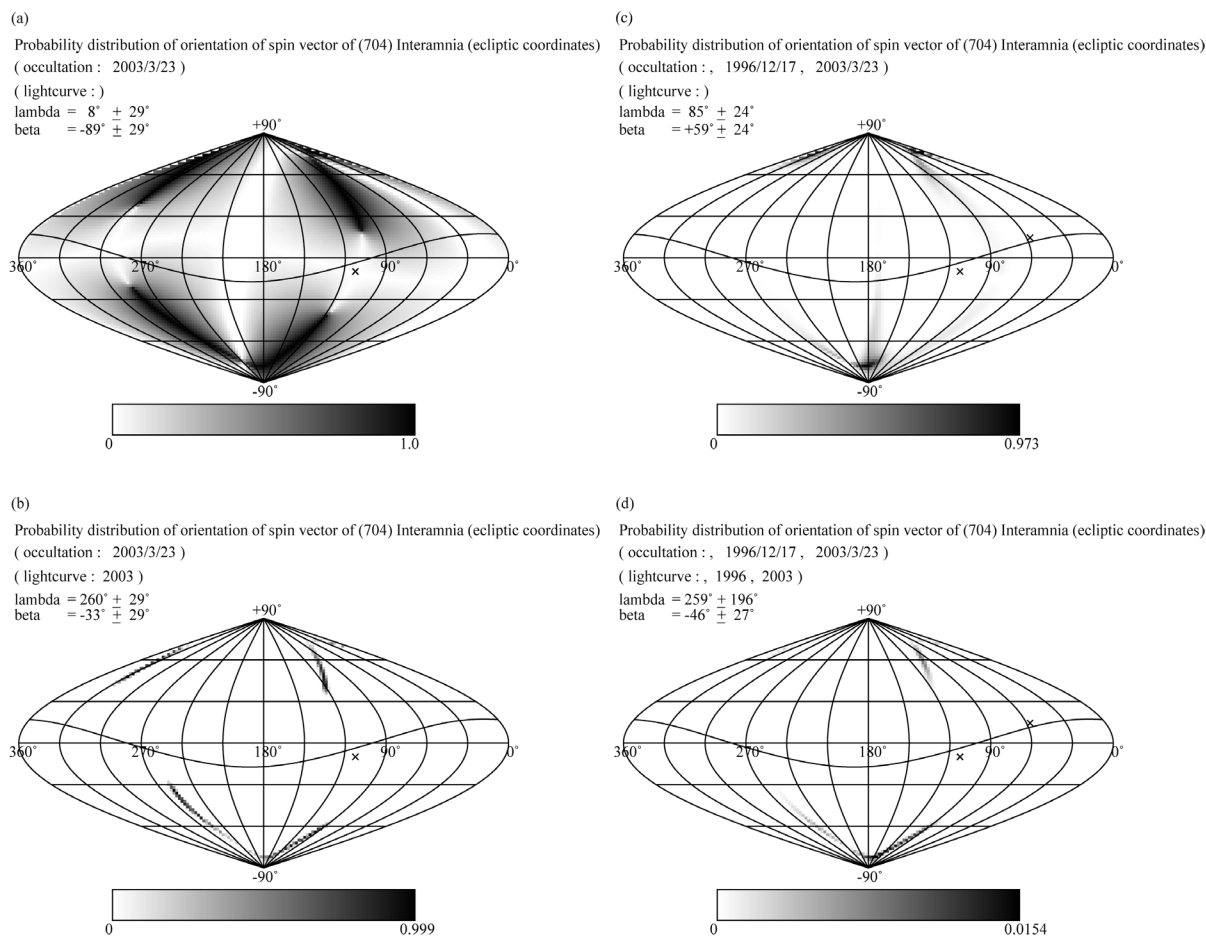 (a)
Probability distribution of orientation of spin vector of (704) Interamnia (ecliptic coordinates)
( occultation : 2003/3/23 )
( lightcurve : )
lambda = 8° ± 29°
beta = -89° ± 29°
+90°
360° 270° 180° 90° 0°
-90°
0 1.0
(c)
Probability distribution of orientation of spin vector of (704) Interamnia (ecliptic coordinates)
( occultation : , 1996/12/17 , 2003/3/23 )
( lightcurve : )
lambda = 85° ± 24°
beta = +59° ± 24°
+90°
360° 270° 180° 90° 0°
-90°
0 0.973
(b)
Probability distribution of orientation of spin vector of (704) Interamnia (ecliptic coordinates)
( occultation : 2003/3/23 )
( lightcurve : 2003 )
lambda = 260° ± 29°
beta = -33° ± 29°
+90°
360° 270° 180° 90° 0°
-90°
0 0.999
(d)
Probability distribution of orientation of spin vector of (704) Interamnia (ecliptic coordinates)
( occultation : , 1996/12/17 , 2003/3/23 )
( lightcurve : , 1996 , 2003 )
lambda = 259° ± 196°
beta = -46° ± 27°
+90°
360° 270° 180° 90° 0°
-90°
0 0.0154